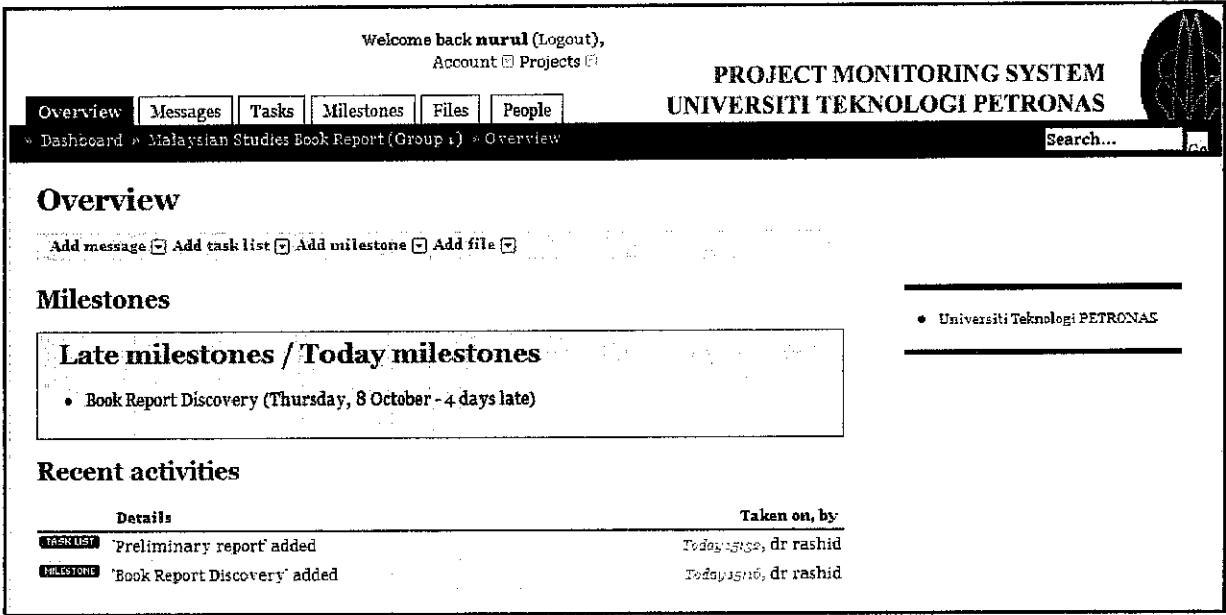 Welcome back nurul (Logout),
Account Projects
PROJECT MONITORING SYSTEM
UNIVERSITI TEKNOLOGI PETRONAS
Overview Messages Tasks Milestones Files People
» Dashboard » Malaysian Studies Book Report (Group 1) » Overview
Search... Go
Overview
Add message Add task list Add milestone Add file
Milestones
Late milestones / Today milestones
• Book Report Discovery (Thursday, 8 October - 4 days late)
• Universiti Teknologi PETRONAS
Recent activities
Details Taken on, by
TASK LIST 'Preliminary report' added Today, dr rashid
MILESTONE 'Book Report Discovery' added Today, dr rashid